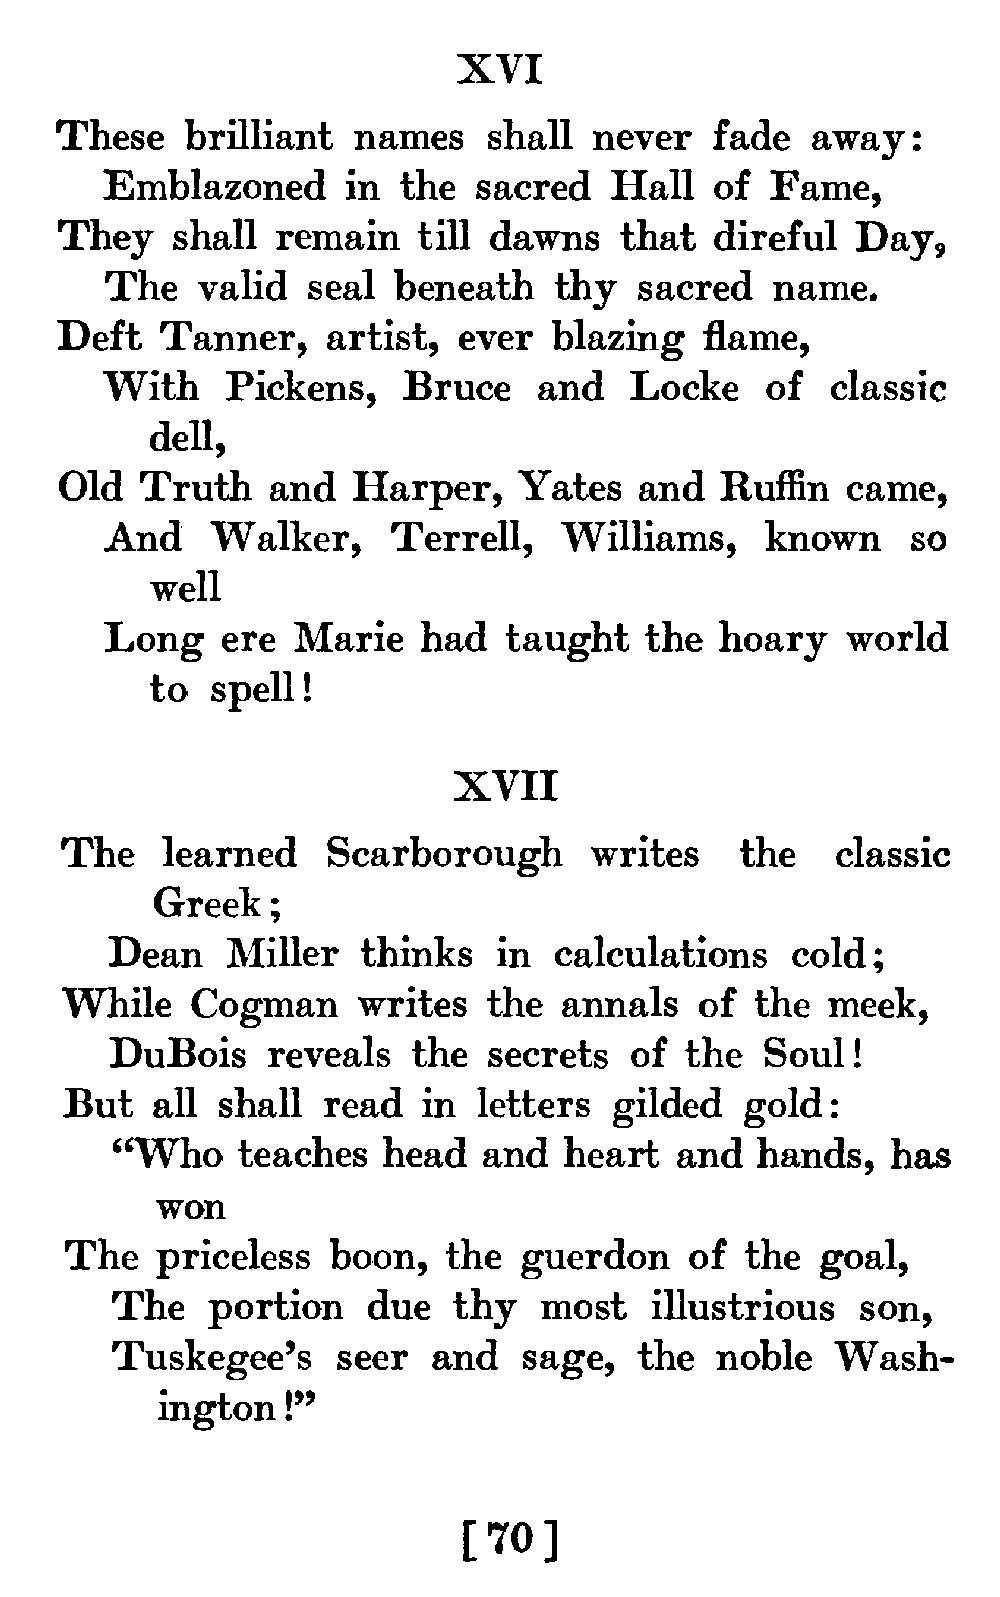 XVI
These brilliant names shall never fade away:
Emblazoned in the sacred Hall of Fame,
They shall remain till dawns that direful Day,
The valid seal beneath thy sacred name.
Deft Tanner, artist, ever blazing flame,
With Pickens, Bruce and Locke of classic
dell,
Old Truth and Harper, Yates and Ruffin came,
And Walker, Terrell, Williams, known so
well
Long ere Marie had taught the hoary world
to spell!
XVII
The learned Scarborough writes the classic
Greek;
Dean Miller thinks in calculations cold;
While Cogman writes the annals of the meek,
DuBois reveals the secrets of the Soul!
But all shall read in letters gilded gold:
“Who teaches head and heart and hands, has
won
The priceless boon, the guerdon of the goal,
The portion due thy most illustrious son,
Tuskegee’s seer and sage, the noble Wash-
ington!”
[70]